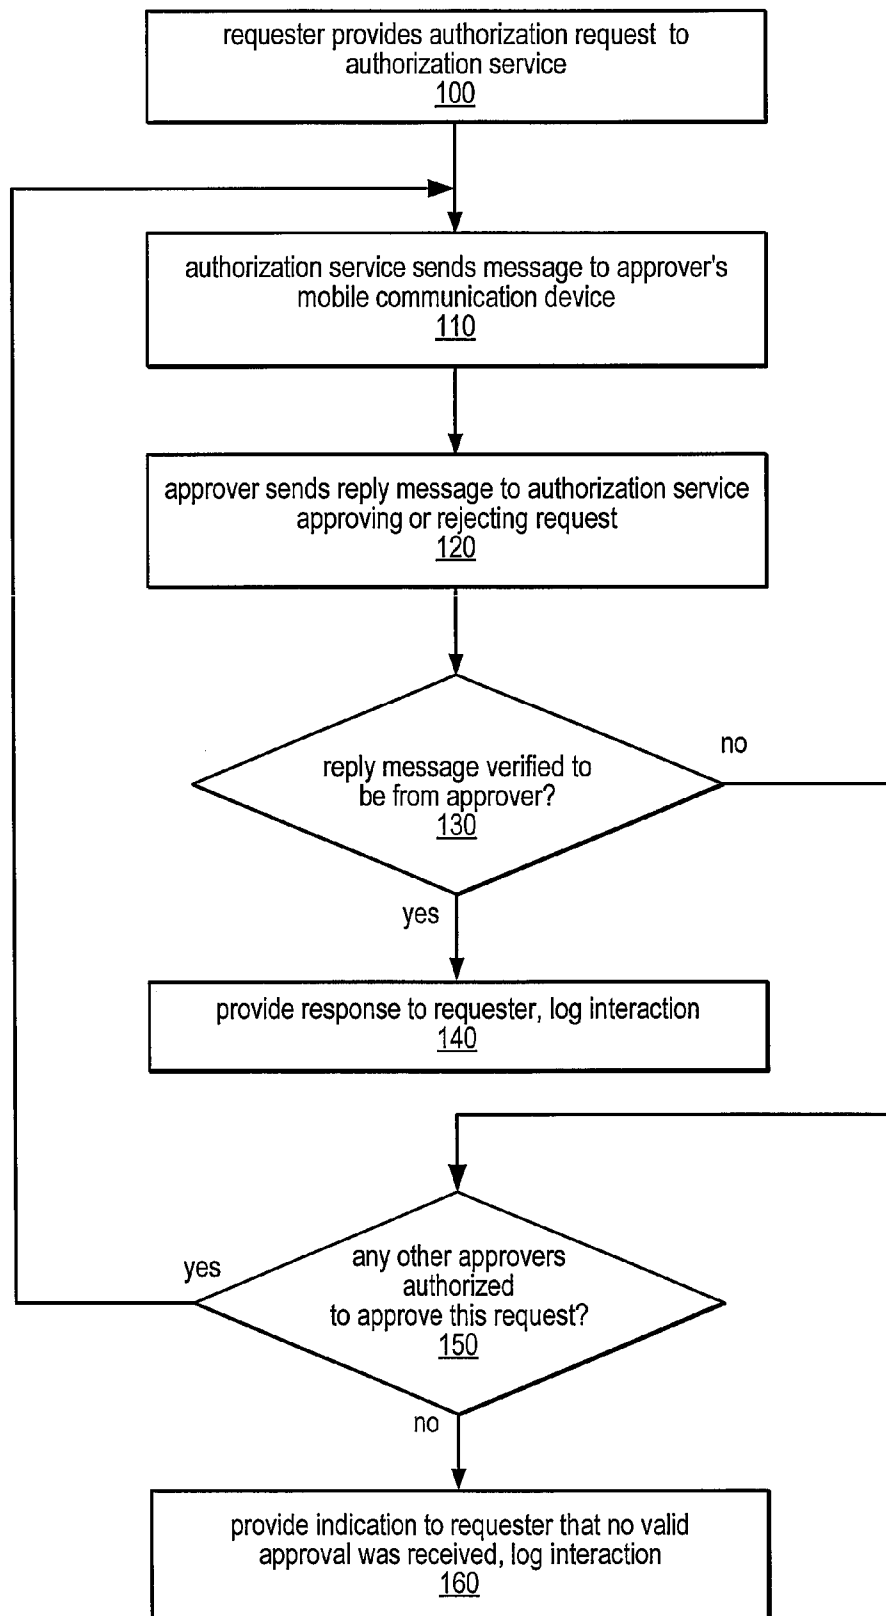 requester provides authorization request to
authorization service
100
authorization service sends message to approver's
mobile communication device
110
approver sends reply message to authorization service
approving or rejecting request
120
no
reply message verified to
be from approver?
130
yes
provide response to requester, log interaction
140
yes
any other approvers
authorized
to approve this request?
150
no
provide indication to requester that no valid
approval was received, log interaction
160